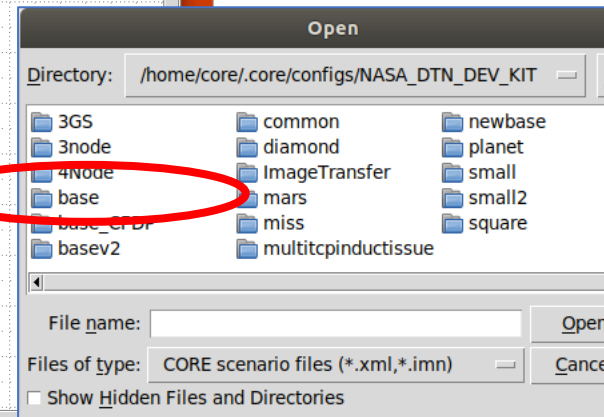 Open
Directory: /home/core/.core/configs/NASA_DTN_DEV_KIT
3GS common newbase
3node diamond planet
4Node ImageTransfer small
base mars small2
base_CFDP miss square
basev2 multitcpinductissue
File name: Open
Files of type: CORE scenario files (*.xml,*.imn) Cance
Show Hidden Files and Directories